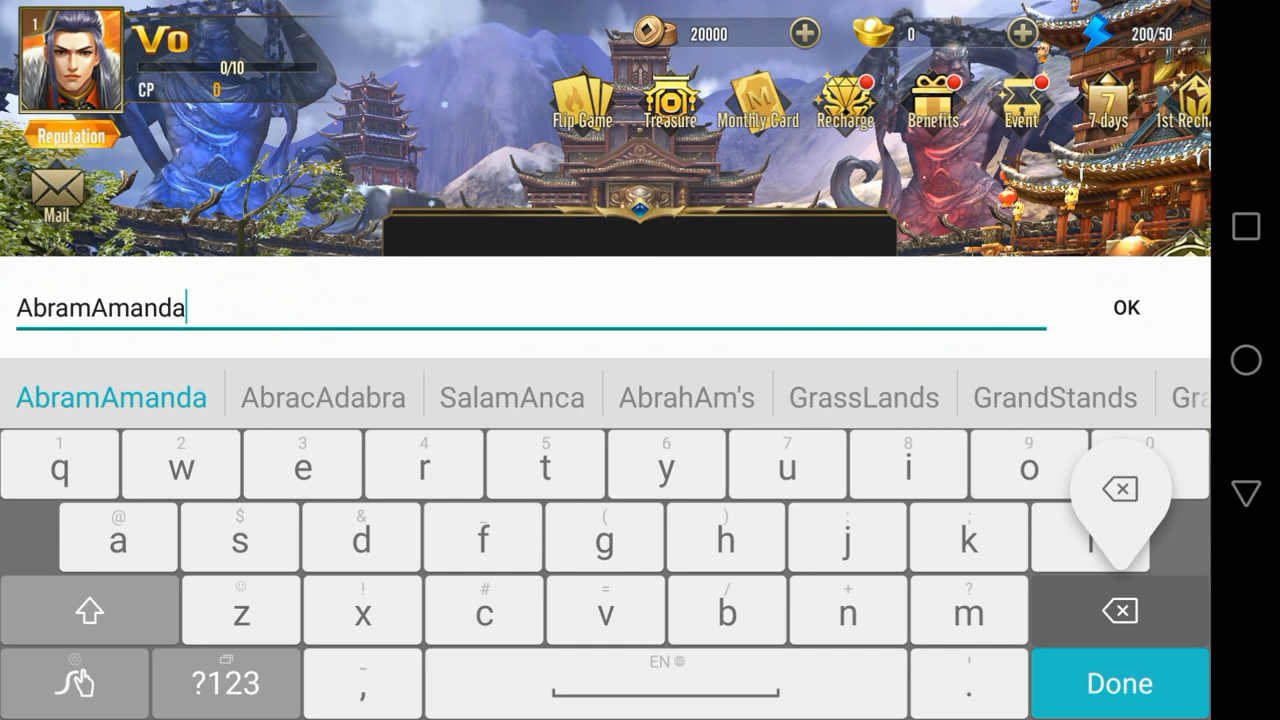 1
Vo
20000
0
200/50
0/10
CP 0
Reputation
Flip Game
Treasure
Monthly Card
M
Recharge
Benefits
Event
7
7 days
1st Rech
Mail
AbramAmanda
OK
AbramAmanda AbracAdabra SalamAnca AbrahAm's GrassLands GrandStands Gra
1 2 3 4 5 6 7 8 9 0
q w e r t y u i o
@ $ & _ ( ) : ;
a s d f g h j k l
! # = / + ?
z x c v b n m
EN
?123 , . Done